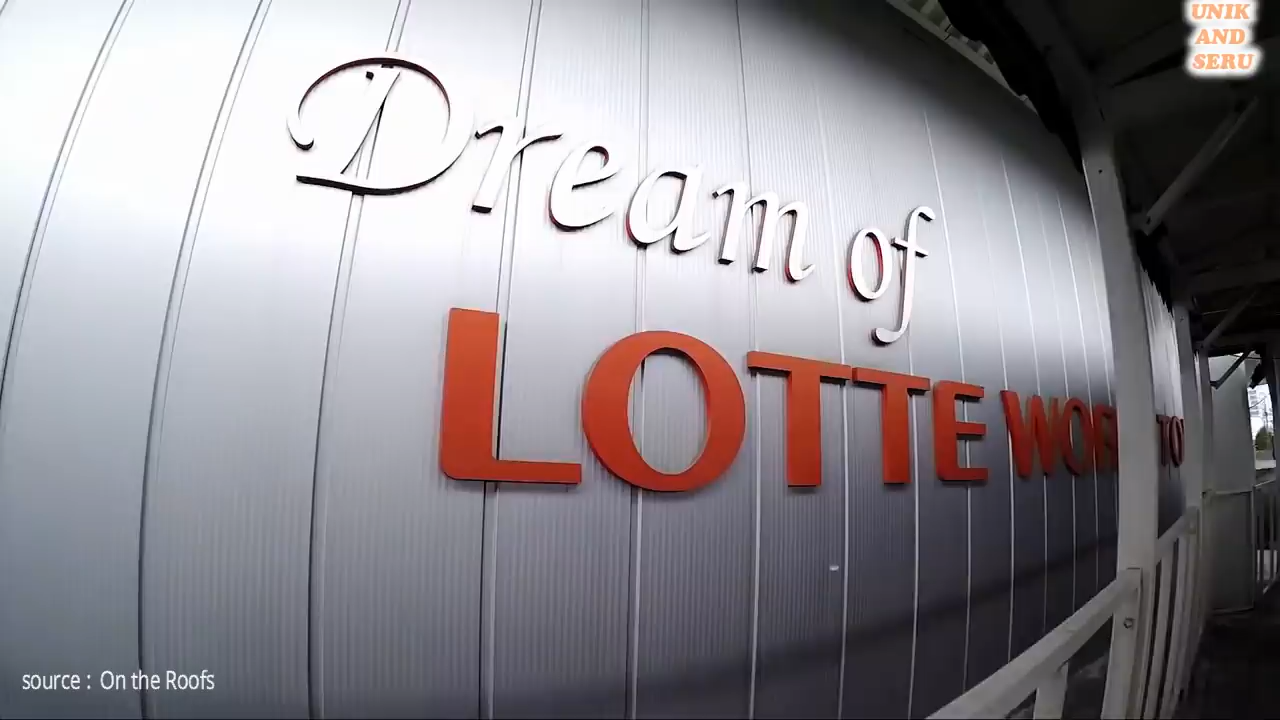 UNIK
AND
SERU
Dream of
LOTTE
source : On the Roofs